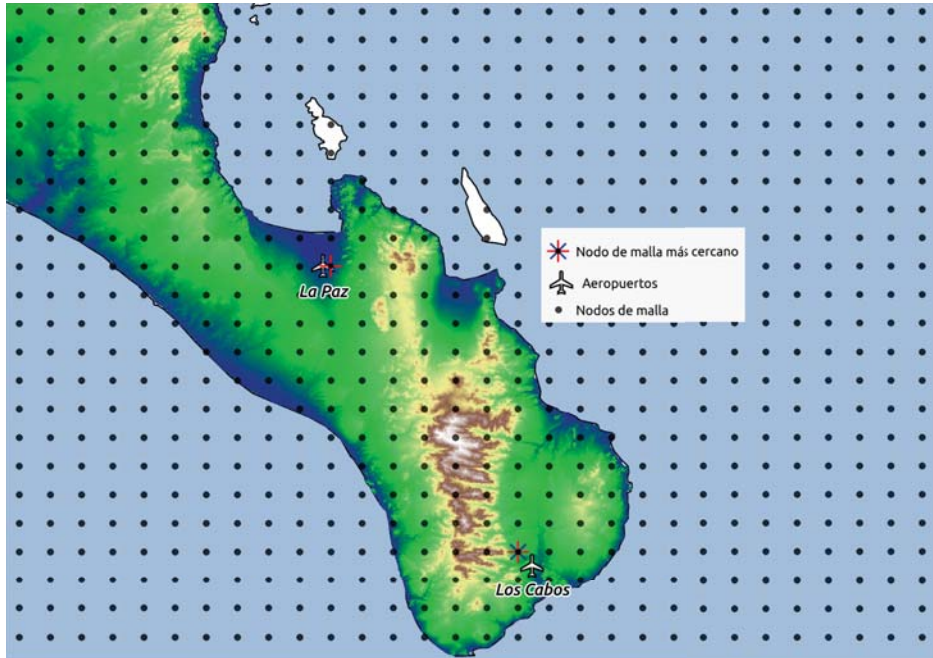 Nodo de malla más cercano
Aeropuertos
La Paz
Nodos de malla
Los Cabos